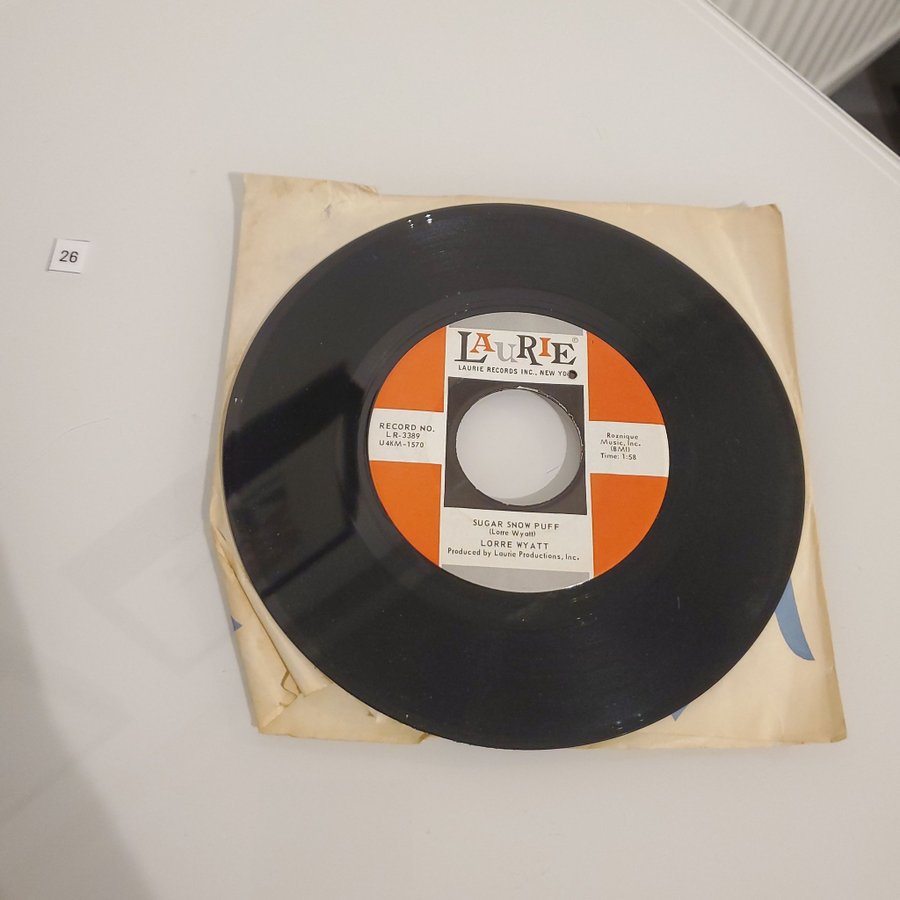 26
LAURIE
©
LAURIE RECORDS INC., NEW
RECORD NO.
LR-3389
U4KM-1570
Roznique
Music, Inc.
(BMI)
Time: 1:58
SUGAR SNOW PUFF
(Lorre Wyatt)
LORRE WYATT
Produced by Laurie Productions, Inc.